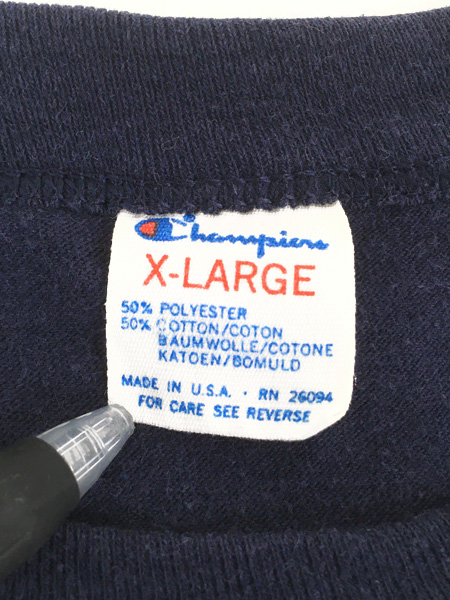 Champion
X-LARGE
50% POLYESTER
50% COTTON/COTON
BAUMWOLLE/COTONE
KATOEN/BOMULD
MADE IN U.S.A. · RN 26094
FOR CARE SEE REVERSE